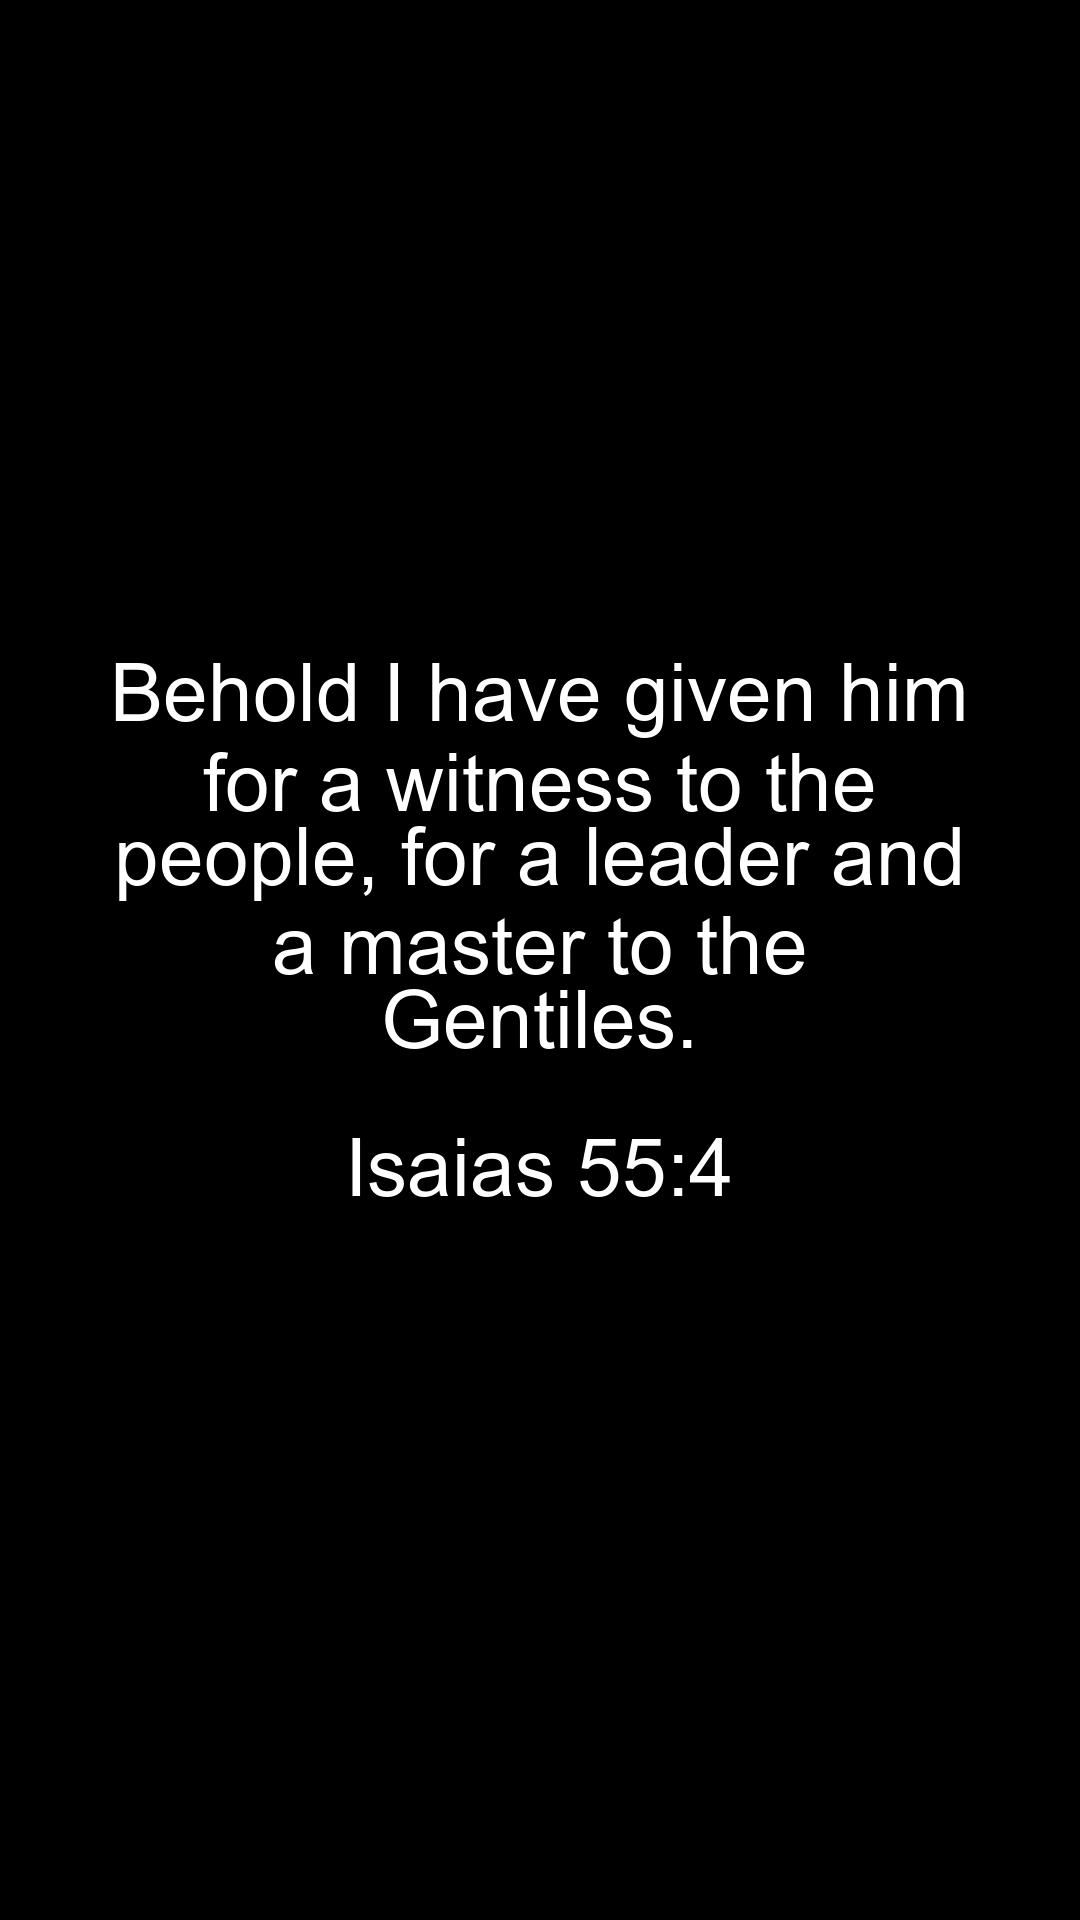 Behold I have given him
for a witness to the
people, for a leader and
a master to the
Gentiles.
Isaias 55:4